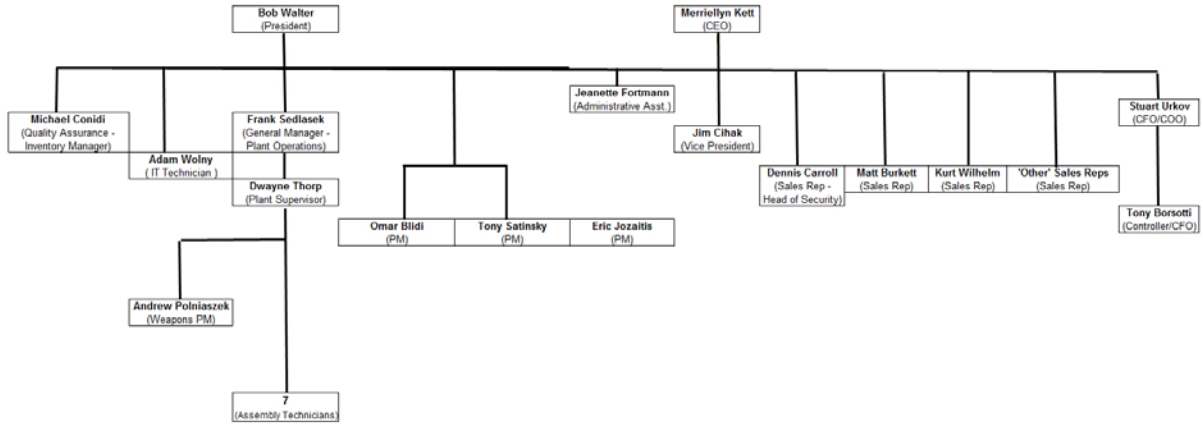 Bob Walter
(President)
Merriellyn Kett
(CEO)
Jeanette Fortmann
(Administrative Asst.)
Michael Conidi
(Quality Assurance -
Inventory Manager)
Frank Sedlasek
(General Manager -
Plant Operations)
Stuart Urkov
(CFO/COO)
Jim Cihak
(Vice President)
Adam Wolny
( IT Technician )
Dwayne Thorp
(Plant Supervisor)
Dennis Carroll
(Sales Rep -
Head of Security)
Matt Burkett
(Sales Rep)
Kurt Wilhelm
(Sales Rep)
'Other' Sales Reps
(Sales Rep)
Omar Blidi
(PM)
Tony Satinsky
(PM)
Eric Jozaitis
(PM)
Tony Borsotti
(Controller/CFO)
Andrew Polniaszek
(Weapons PM)
7
(Assembly Technicians)